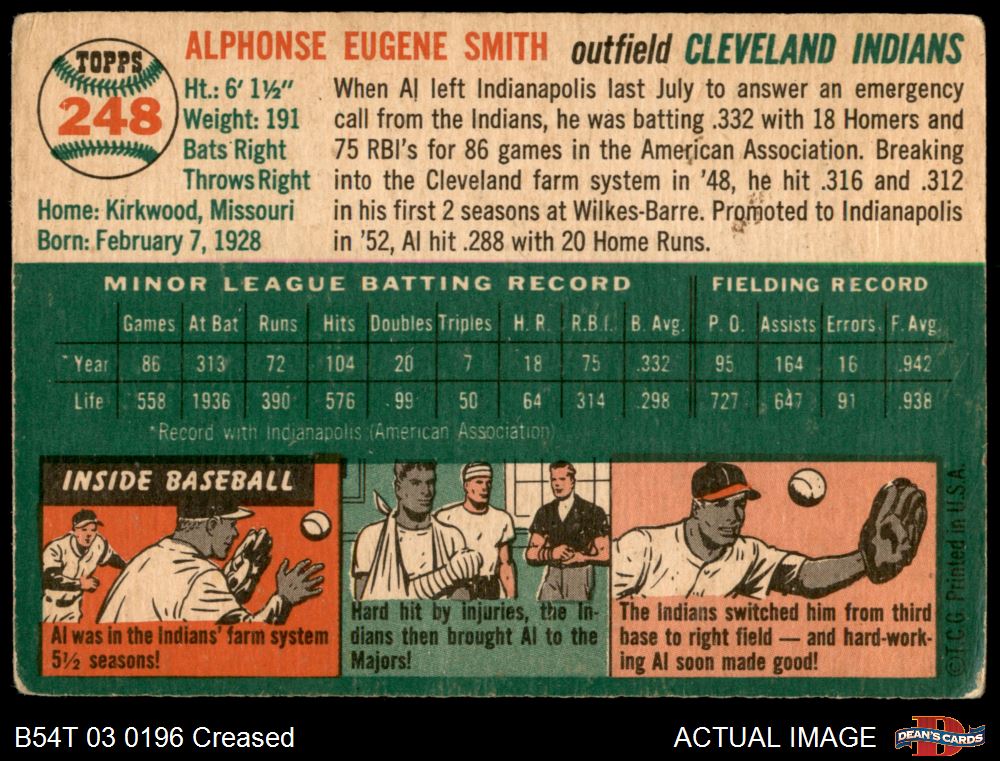 TOPPS
248
ALPHONSE EUGENE SMITH outfield CLEVELAND INDIANS
Ht.: 6' 1½"
Weight: 191
Bats Right
Throws Right
Home: Kirkwood, Missouri
Born: February 7, 1928
When Al left Indianapolis last July to answer an emergency
call from the Indians, he was batting .332 with 18 Homers and
75 RBI's for 86 games in the American Association. Breaking
into the Cleveland farm system in '48, he hit .316 and .312
in his first 2 seasons at Wilkes-Barre. Promoted to Indianapolis
in '52, Al hit .288 with 20 Home Runs.
MINOR LEAGUE BATTING RECORD FIELDING RECORD
Games At Bat Runs Hits Doubles Triples H. R. R.B.I. B. Avg. P. O. Assists Errors F. Avg.
*Year 86 313 72 104 20 7 18 75 .332 95 164 16 .942
Life 558 1936 390 576 99 50 64 314 .298 727 647 91 .938
*Record with Indianapolis (American Association)
INSIDE BASEBALL
Al was in the Indians' farm system
5½ seasons!
Hard hit by injuries, the In-
dians then brought Al to the
Majors!
The Indians switched him from third
base to right field — and hard-work-
ing Al soon made good!
©T.C.G. Printed in U.S.A.
B54T 03 0196 Creased
ACTUAL IMAGE
DEAN'S CARDS